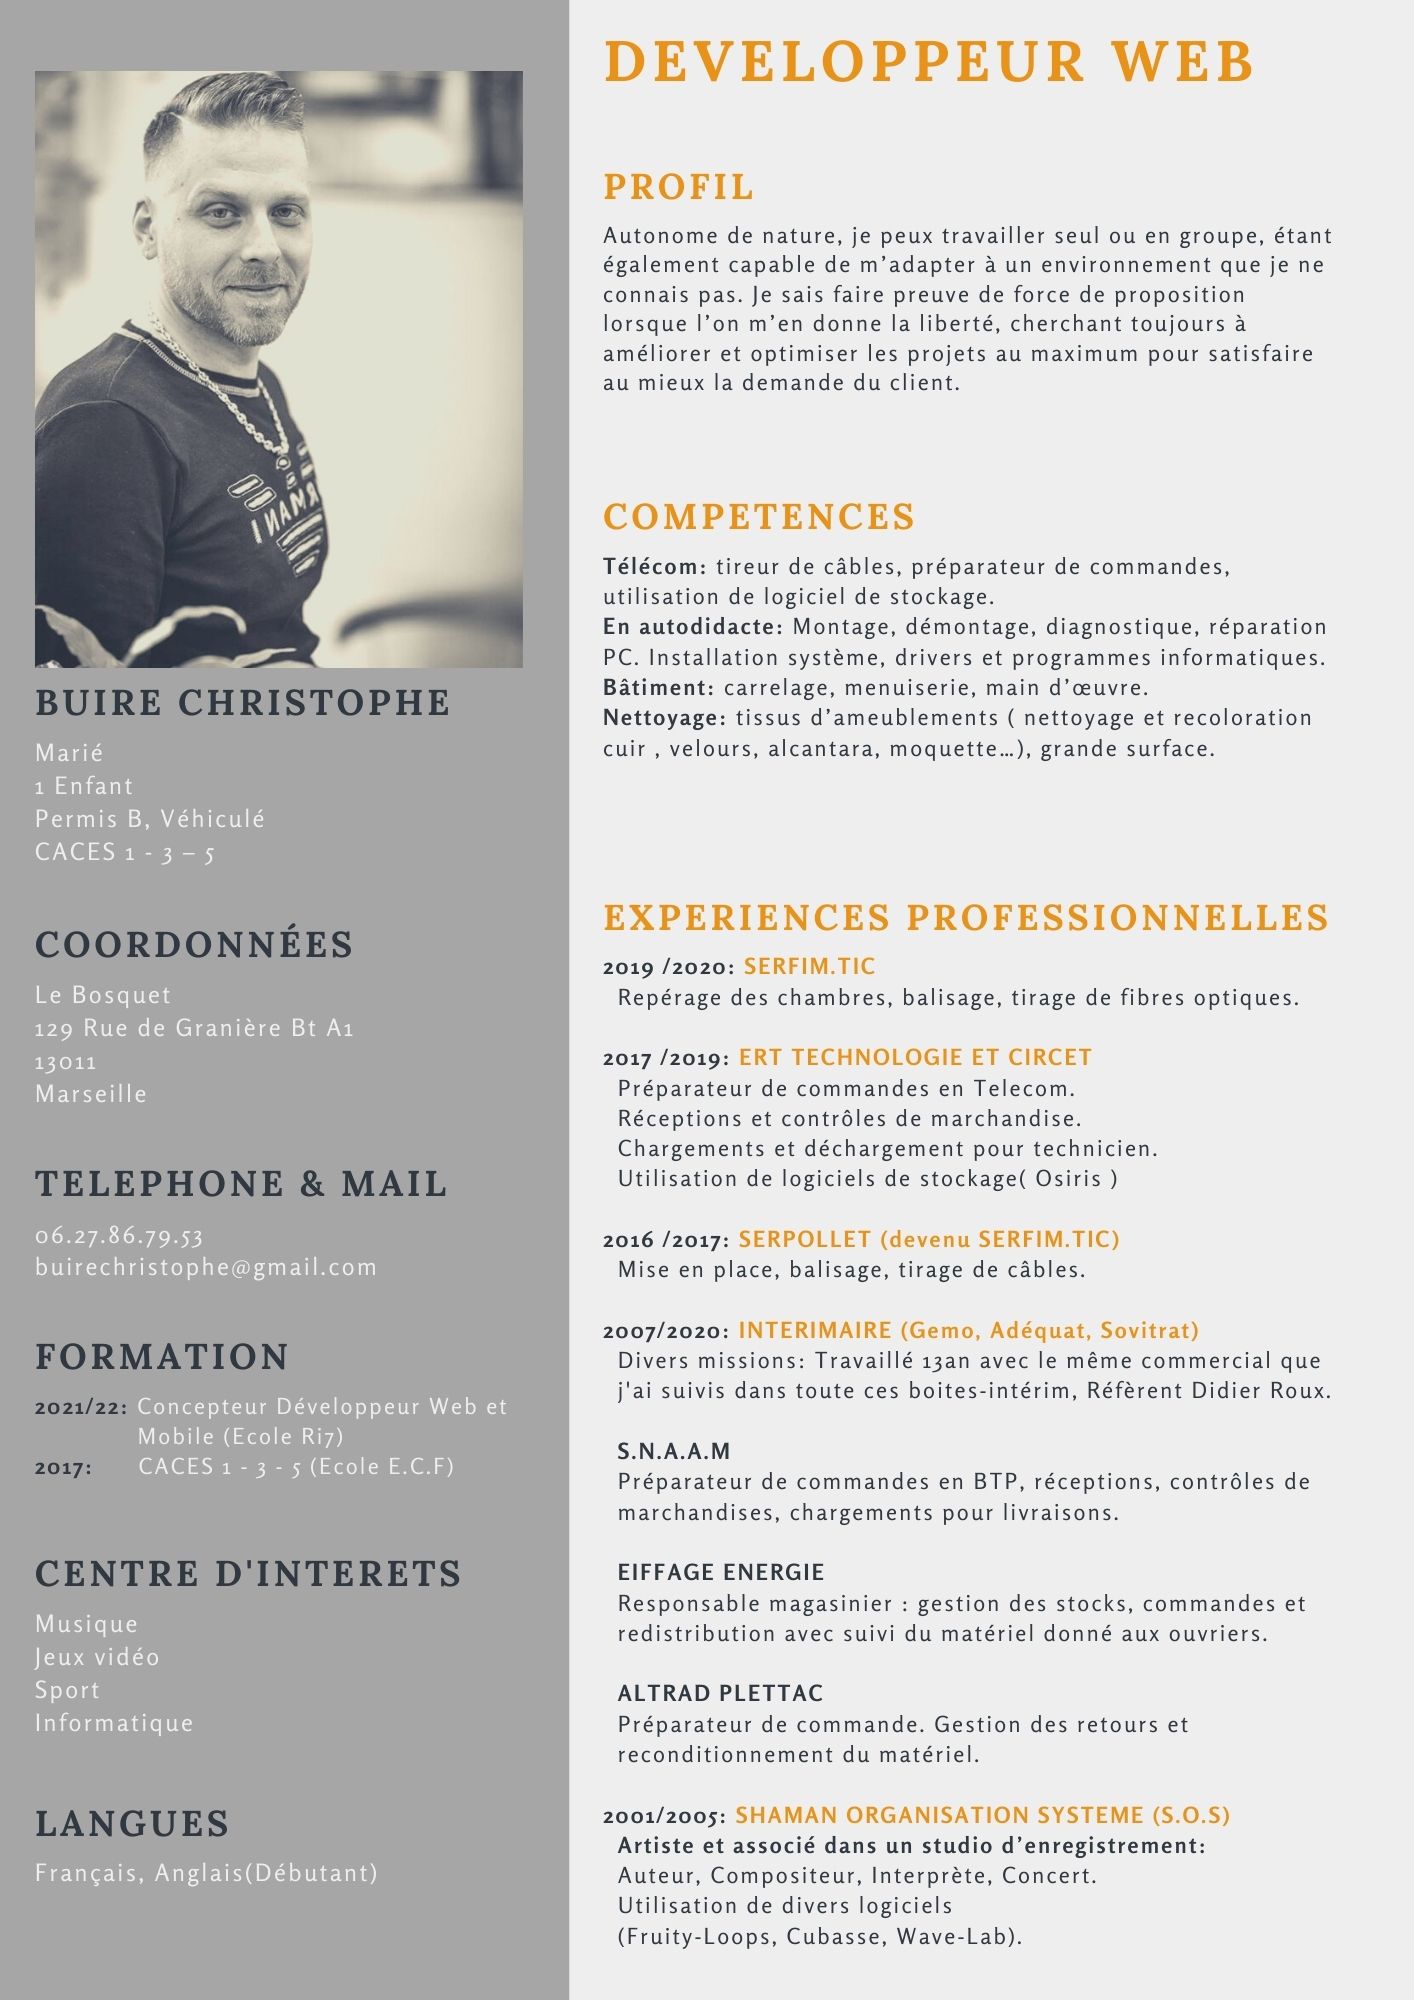 BUIRE CHRISTOPHE
Marié
1 Enfant
Permis B, Véhiculé
CACES 1 - 3 – 5
COORDONNÉES
Le Bosquet
129 Rue de Granière Bt A1
13011
Marseille
TELEPHONE & MAIL
06.27.86.79.53
buirechristophe@gmail.com
FORMATION
2021/22: Concepteur Développeur Web et
Mobile (Ecole Ri7)
2017: CACES 1 - 3 - 5 (Ecole E.C.F)
CENTRE D'INTERETS
Musique
Jeux vidéo
Sport
Informatique
LANGUES
Français, Anglais(Débutant)
DEVELOPPEUR WEB
PROFIL
Autonome de nature, je peux travailler seul ou en groupe, étant
également capable de m’adapter à un environnement que je ne
connais pas. Je sais faire preuve de force de proposition
lorsque l’on m’en donne la liberté, cherchant toujours à
améliorer et optimiser les projets au maximum pour satisfaire
au mieux la demande du client.
COMPETENCES
Télécom: tireur de câbles, préparateur de commandes,
utilisation de logiciel de stockage.
En autodidacte: Montage, démontage, diagnostique, réparation
PC. Installation système, drivers et programmes informatiques.
Bâtiment: carrelage, menuiserie, main d’œuvre.
Nettoyage: tissus d’ameublements ( nettoyage et recoloration
cuir , velours, alcantara, moquette…), grande surface.
EXPERIENCES PROFESSIONNELLES
2019 /2020: SERFIM.TIC
Repérage des chambres, balisage, tirage de fibres optiques.
2017 /2019: ERT TECHNOLOGIE ET CIRCET
Préparateur de commandes en Telecom.
Réceptions et contrôles de marchandise.
Chargements et déchargement pour technicien.
Utilisation de logiciels de stockage( Osiris )
2016 /2017: SERPOLLET (devenu SERFIM.TIC)
Mise en place, balisage, tirage de câbles.
2007/2020: INTERIMAIRE (Gemo, Adéquat, Sovitrat)
Divers missions: Travaillé 13an avec le même commercial que
j'ai suivis dans toute ces boites-intérim, Réfèrent Didier Roux.
S.N.A.A.M
Préparateur de commandes en BTP, réceptions, contrôles de
marchandises, chargements pour livraisons.
EIFFAGE ENERGIE
Responsable magasinier : gestion des stocks, commandes et
redistribution avec suivi du matériel donné aux ouvriers.
ALTRAD PLETTAC
Préparateur de commande. Gestion des retours et
reconditionnement du matériel.
2001/2005: SHAMAN ORGANISATION SYSTEME (S.O.S)
Artiste et associé dans un studio d’enregistrement:
Auteur, Compositeur, Interprète, Concert.
Utilisation de divers logiciels
(Fruity-Loops, Cubasse, Wave-Lab).